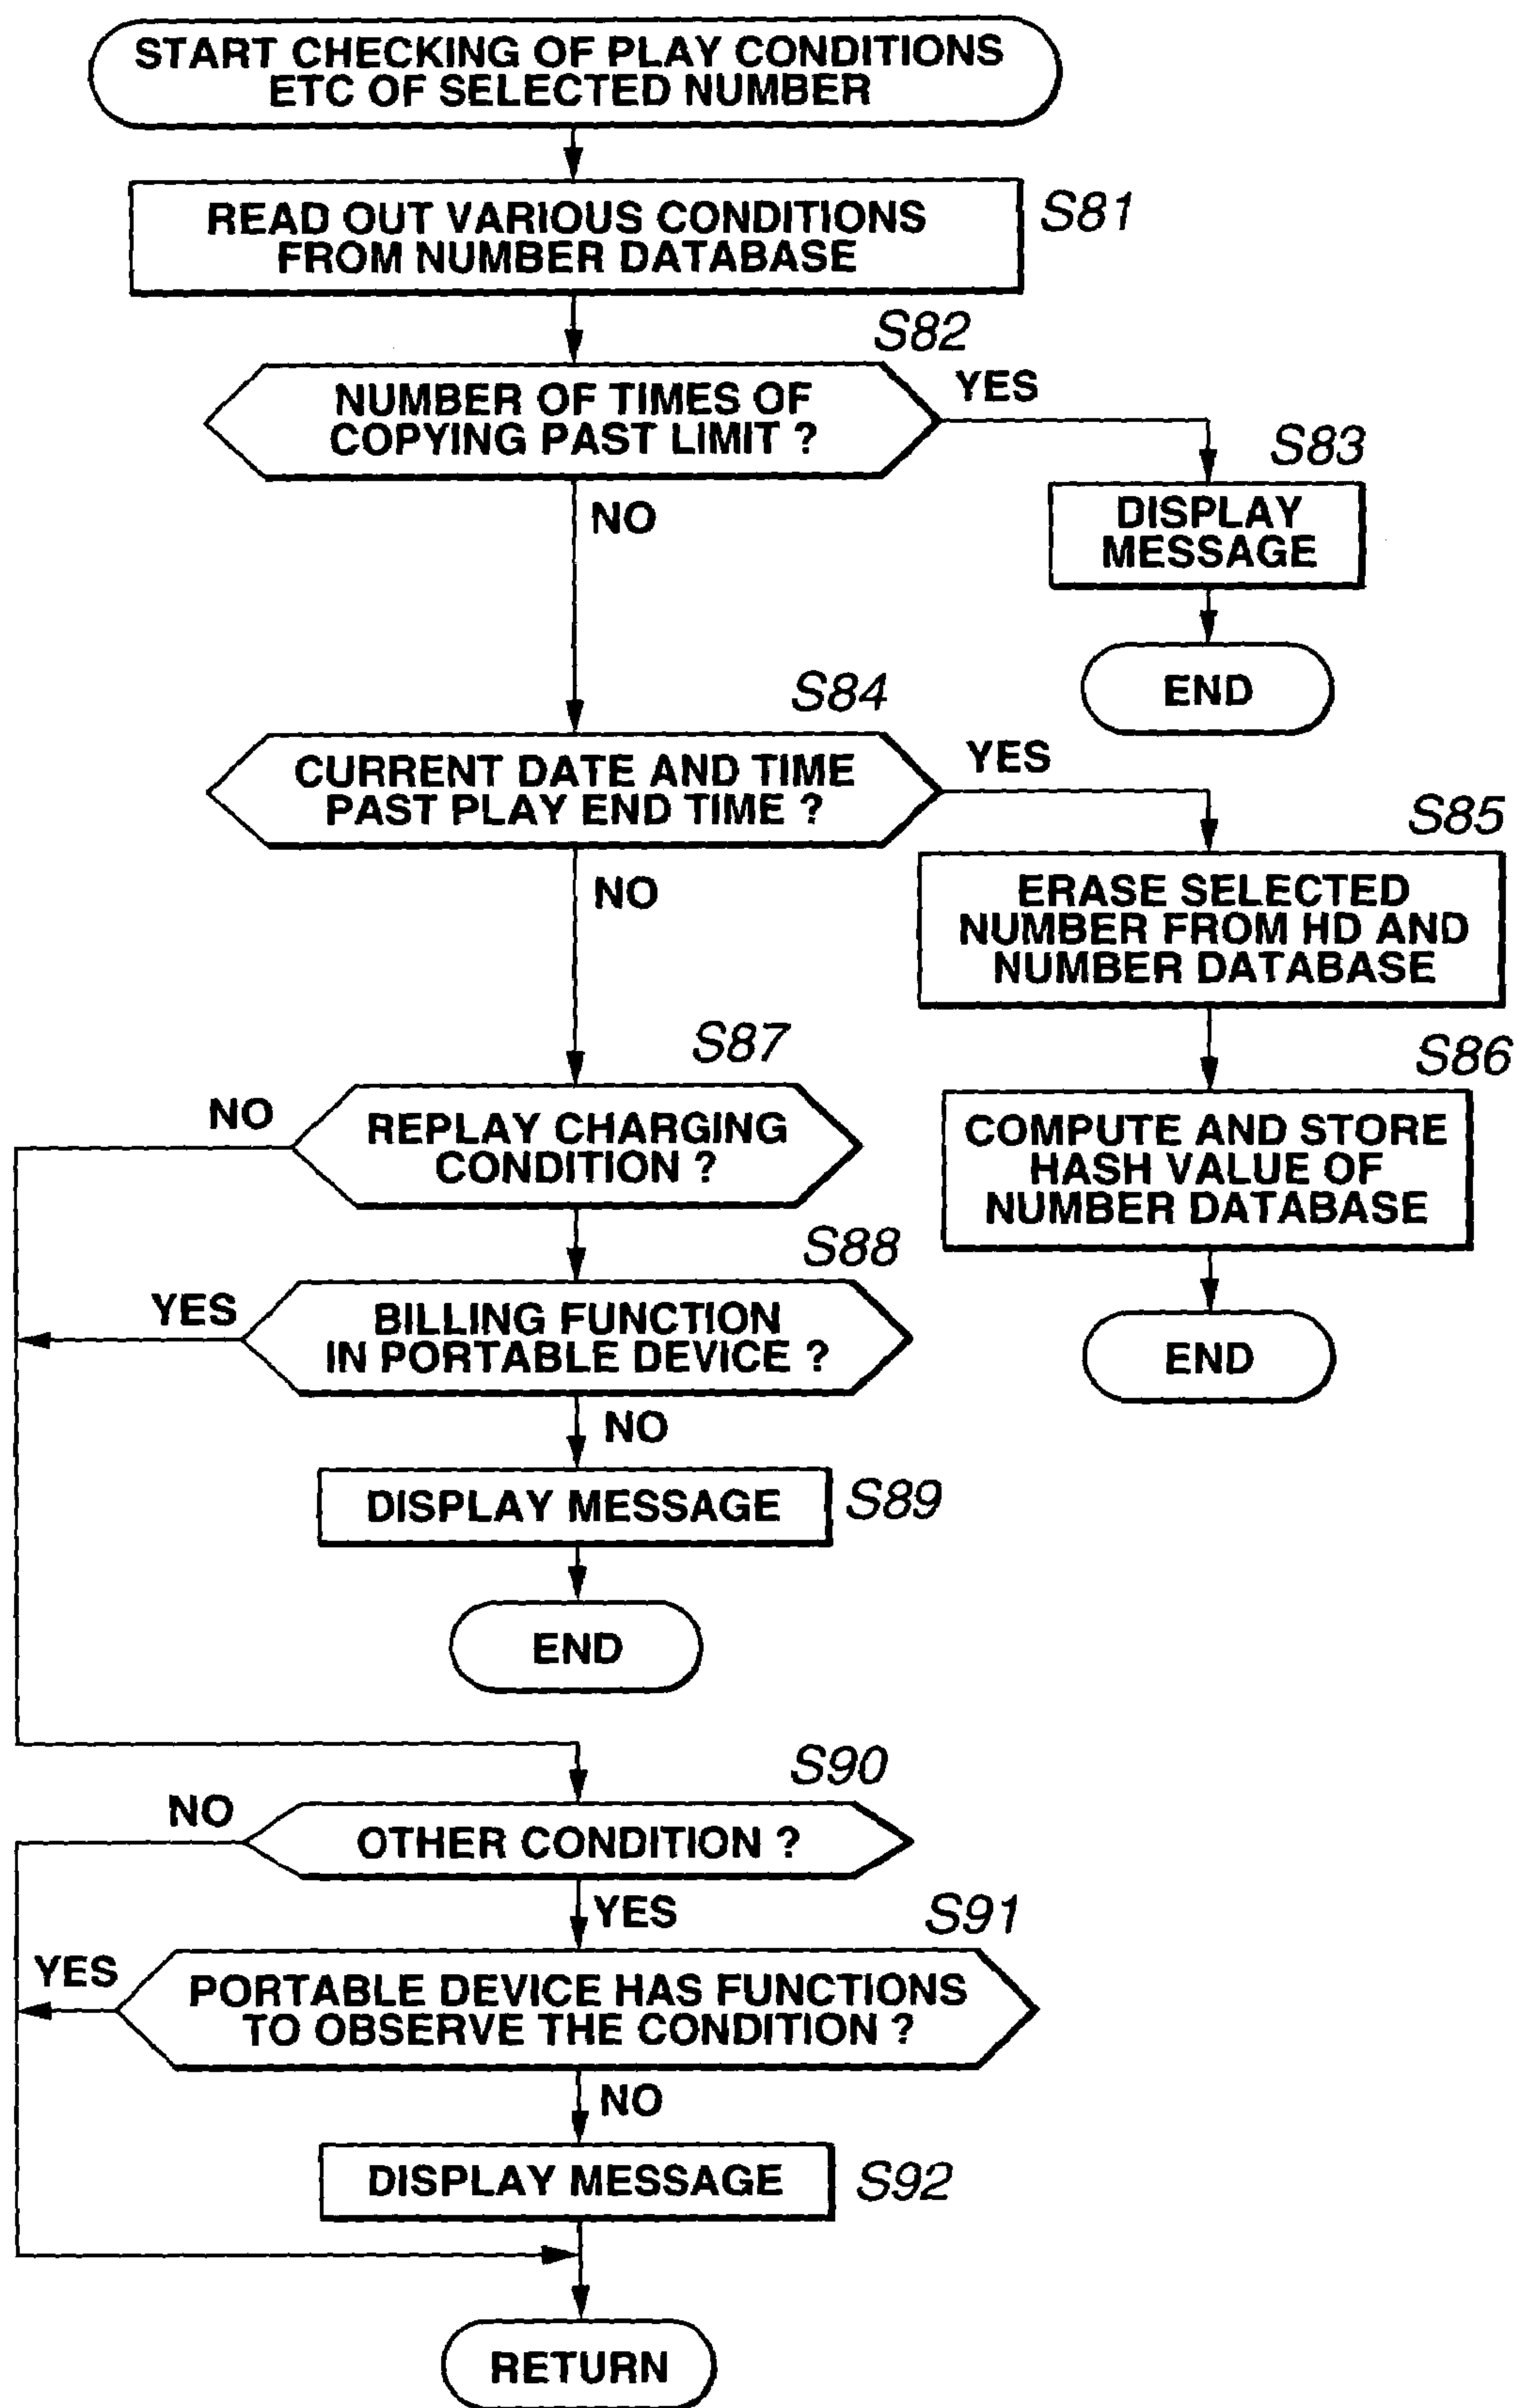 START CHECKING OF PLAY CONDITIONS
ETC OF SELECTED NUMBER
READ OUT VARIOUS CONDITIONS
FROM NUMBER DATABASE
S81
S82
NUMBER OF TIMES OF
COPYING PAST LIMIT ?
YES
NO
S83
DISPLAY
MESSAGE
END
S84
CURRENT DATE AND TIME
PAST PLAY END TIME ?
YES
NO
S85
ERASE SELECTED
NUMBER FROM HD AND
NUMBER DATABASE
S86
COMPUTE AND STORE
HASH VALUE OF
NUMBER DATABASE
END
S87
NO
REPLAY CHARGING
CONDITION ?
S88
YES
BILLING FUNCTION
IN PORTABLE DEVICE ?
NO
DISPLAY MESSAGE
S89
END
S90
NO
OTHER CONDITION ?
YES
S91
YES
PORTABLE DEVICE HAS FUNCTIONS
TO OBSERVE THE CONDITION ?
NO
DISPLAY MESSAGE
S92
RETURN